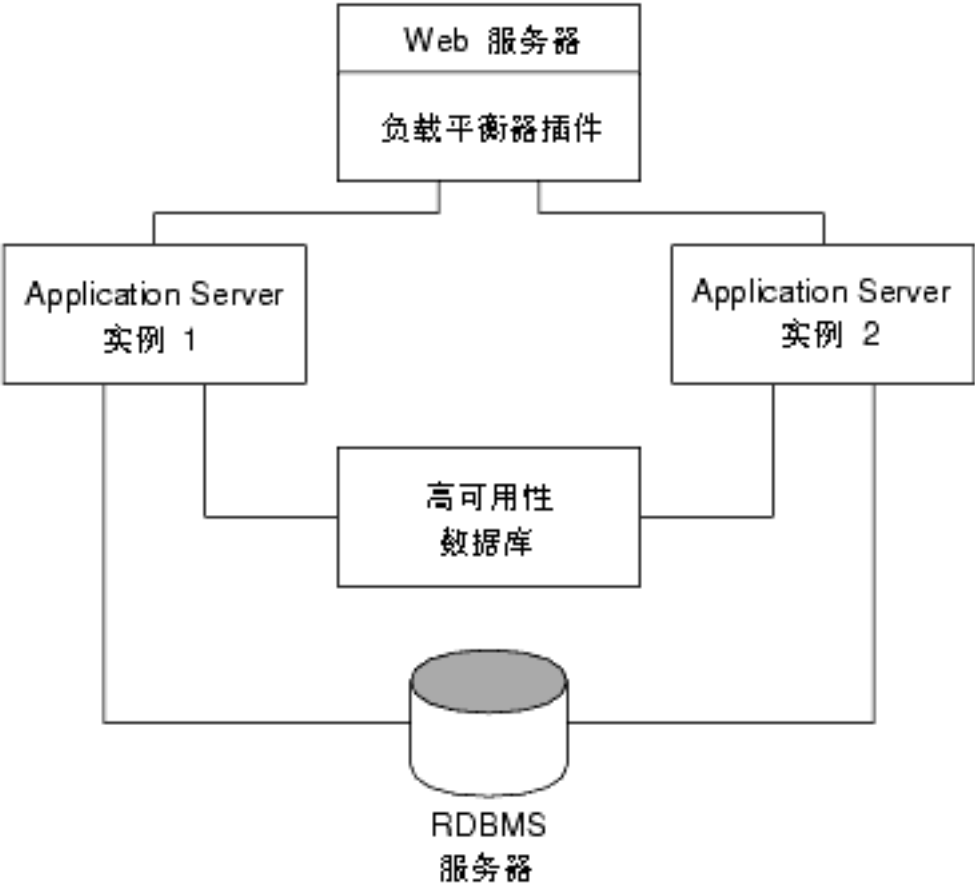 Web 服务器
负载平衡器插件
Application Server
实例 1
Application Server
实例 2
高可用性
数据库
RDBMS
服务器